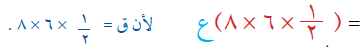 = ع(٨ × ٦ × ١/٢) لأن ق = ١/٢ × ٦ × ٨ .